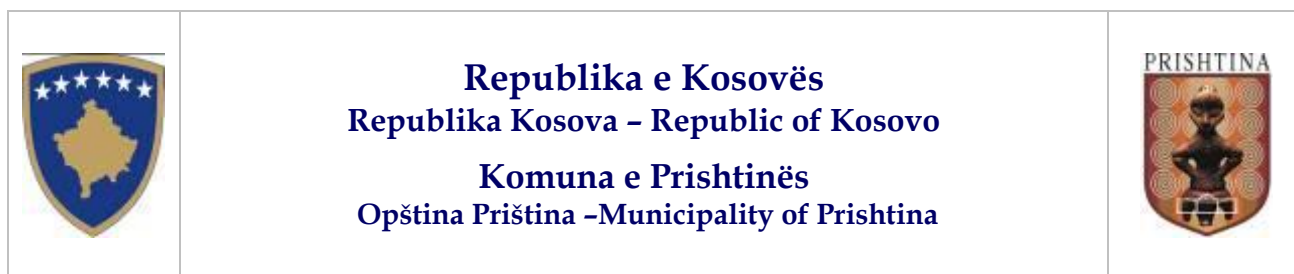 Republika e Kosovës
Republika Kosova – Republic of Kosovo
Komuna e Prishtinës
Opština Priština –Municipality of Prishtina
PRISHTINA